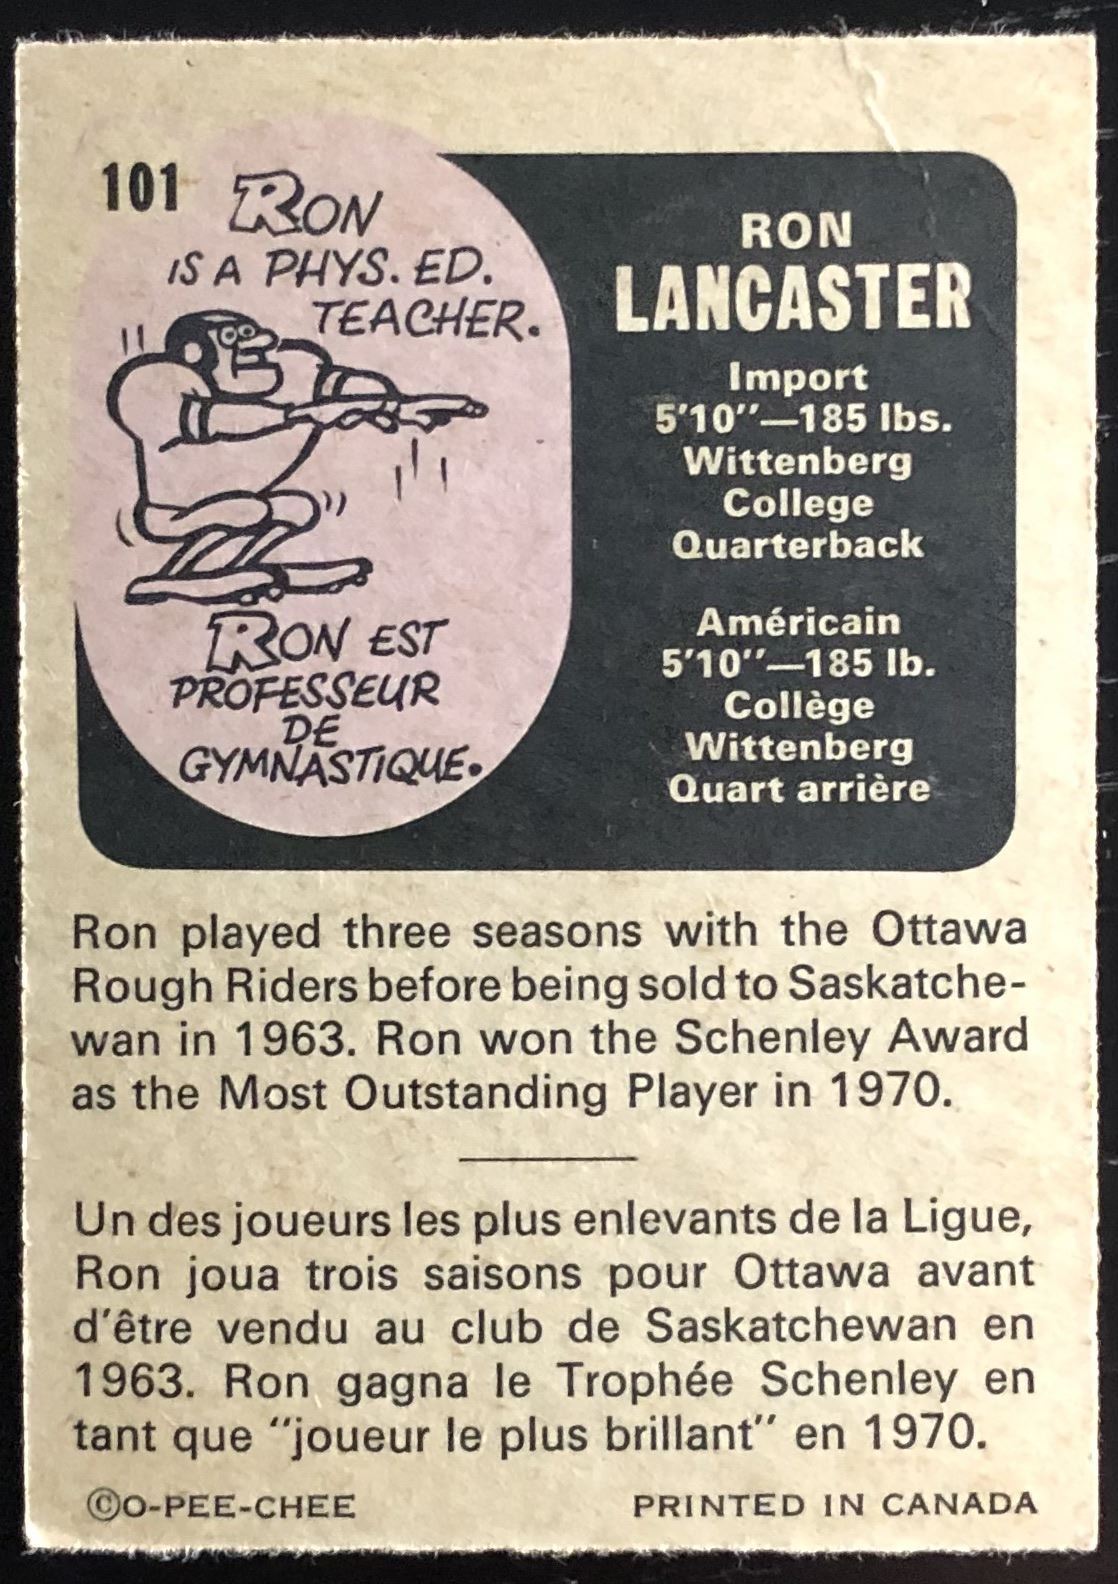 101
RON
IS A PHYS. ED.
TEACHER.
RON EST
PROFESSEUR
DE
GYMNASTIQUE.
RON
LANCASTER
Import
5'10"—185 lbs.
Wittenberg
College
Quarterback
Américain
5'10"—185 lb.
Collège
Wittenberg
Quart arrière
Ron played three seasons with the Ottawa
Rough Riders before being sold to Saskatche-
wan in 1963. Ron won the Schenley Award
as the Most Outstanding Player in 1970.
Un des joueurs les plus enlevants de la Ligue,
Ron joua trois saisons pour Ottawa avant
d'être vendu au club de Saskatchewan en
1963. Ron gagna le Trophée Schenley en
tant que "joueur le plus brillant" en 1970.
©O-PEE-CHEE
PRINTED IN CANADA